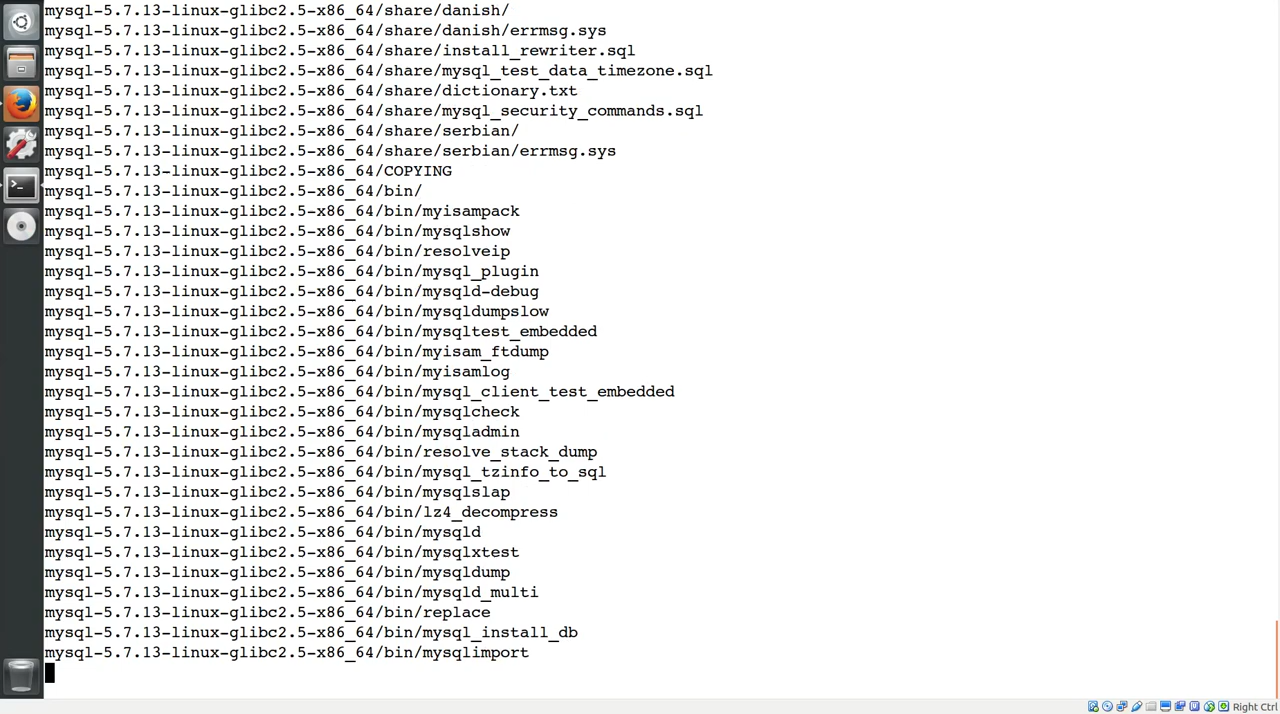 mysql-5.7.13-linux-glibc2.5-x86_64/share/danish/
mysql-5.7.13-linux-glibc2.5-x86_64/share/danish/errmsg.sys
mysql-5.7.13-linux-glibc2.5-x86_64/share/install_rewriter.sql
mysql-5.7.13-linux-glibc2.5-x86_64/share/mysql_test_data_timezone.sql
mysql-5.7.13-linux-glibc2.5-x86_64/share/dictionary.txt
mysql-5.7.13-linux-glibc2.5-x86_64/share/mysql_security_commands.sql
mysql-5.7.13-linux-glibc2.5-x86_64/share/serbian/
mysql-5.7.13-linux-glibc2.5-x86_64/share/serbian/errmsg.sys
mysql-5.7.13-linux-glibc2.5-x86_64/COPYING
mysql-5.7.13-linux-glibc2.5-x86_64/bin/
mysql-5.7.13-linux-glibc2.5-x86_64/bin/myisampack
mysql-5.7.13-linux-glibc2.5-x86_64/bin/mysqlshow
mysql-5.7.13-linux-glibc2.5-x86_64/bin/resolveip
mysql-5.7.13-linux-glibc2.5-x86_64/bin/mysql_plugin
mysql-5.7.13-linux-glibc2.5-x86_64/bin/mysqld-debug
mysql-5.7.13-linux-glibc2.5-x86_64/bin/mysqldumpslow
mysql-5.7.13-linux-glibc2.5-x86_64/bin/mysqltest_embedded
mysql-5.7.13-linux-glibc2.5-x86_64/bin/myisam_ftdump
mysql-5.7.13-linux-glibc2.5-x86_64/bin/myisamlog
mysql-5.7.13-linux-glibc2.5-x86_64/bin/mysql_client_test_embedded
mysql-5.7.13-linux-glibc2.5-x86_64/bin/mysqlcheck
mysql-5.7.13-linux-glibc2.5-x86_64/bin/mysqladmin
mysql-5.7.13-linux-glibc2.5-x86_64/bin/resolve_stack_dump
mysql-5.7.13-linux-glibc2.5-x86_64/bin/mysql_tzinfo_to_sql
mysql-5.7.13-linux-glibc2.5-x86_64/bin/mysqlslap
mysql-5.7.13-linux-glibc2.5-x86_64/bin/lz4_decompress
mysql-5.7.13-linux-glibc2.5-x86_64/bin/mysqld
mysql-5.7.13-linux-glibc2.5-x86_64/bin/mysqlxtest
mysql-5.7.13-linux-glibc2.5-x86_64/bin/mysqldump
mysql-5.7.13-linux-glibc2.5-x86_64/bin/mysqld_multi
mysql-5.7.13-linux-glibc2.5-x86_64/bin/replace
mysql-5.7.13-linux-glibc2.5-x86_64/bin/mysql_install_db
mysql-5.7.13-linux-glibc2.5-x86_64/bin/mysqlimport
Right Ctrl